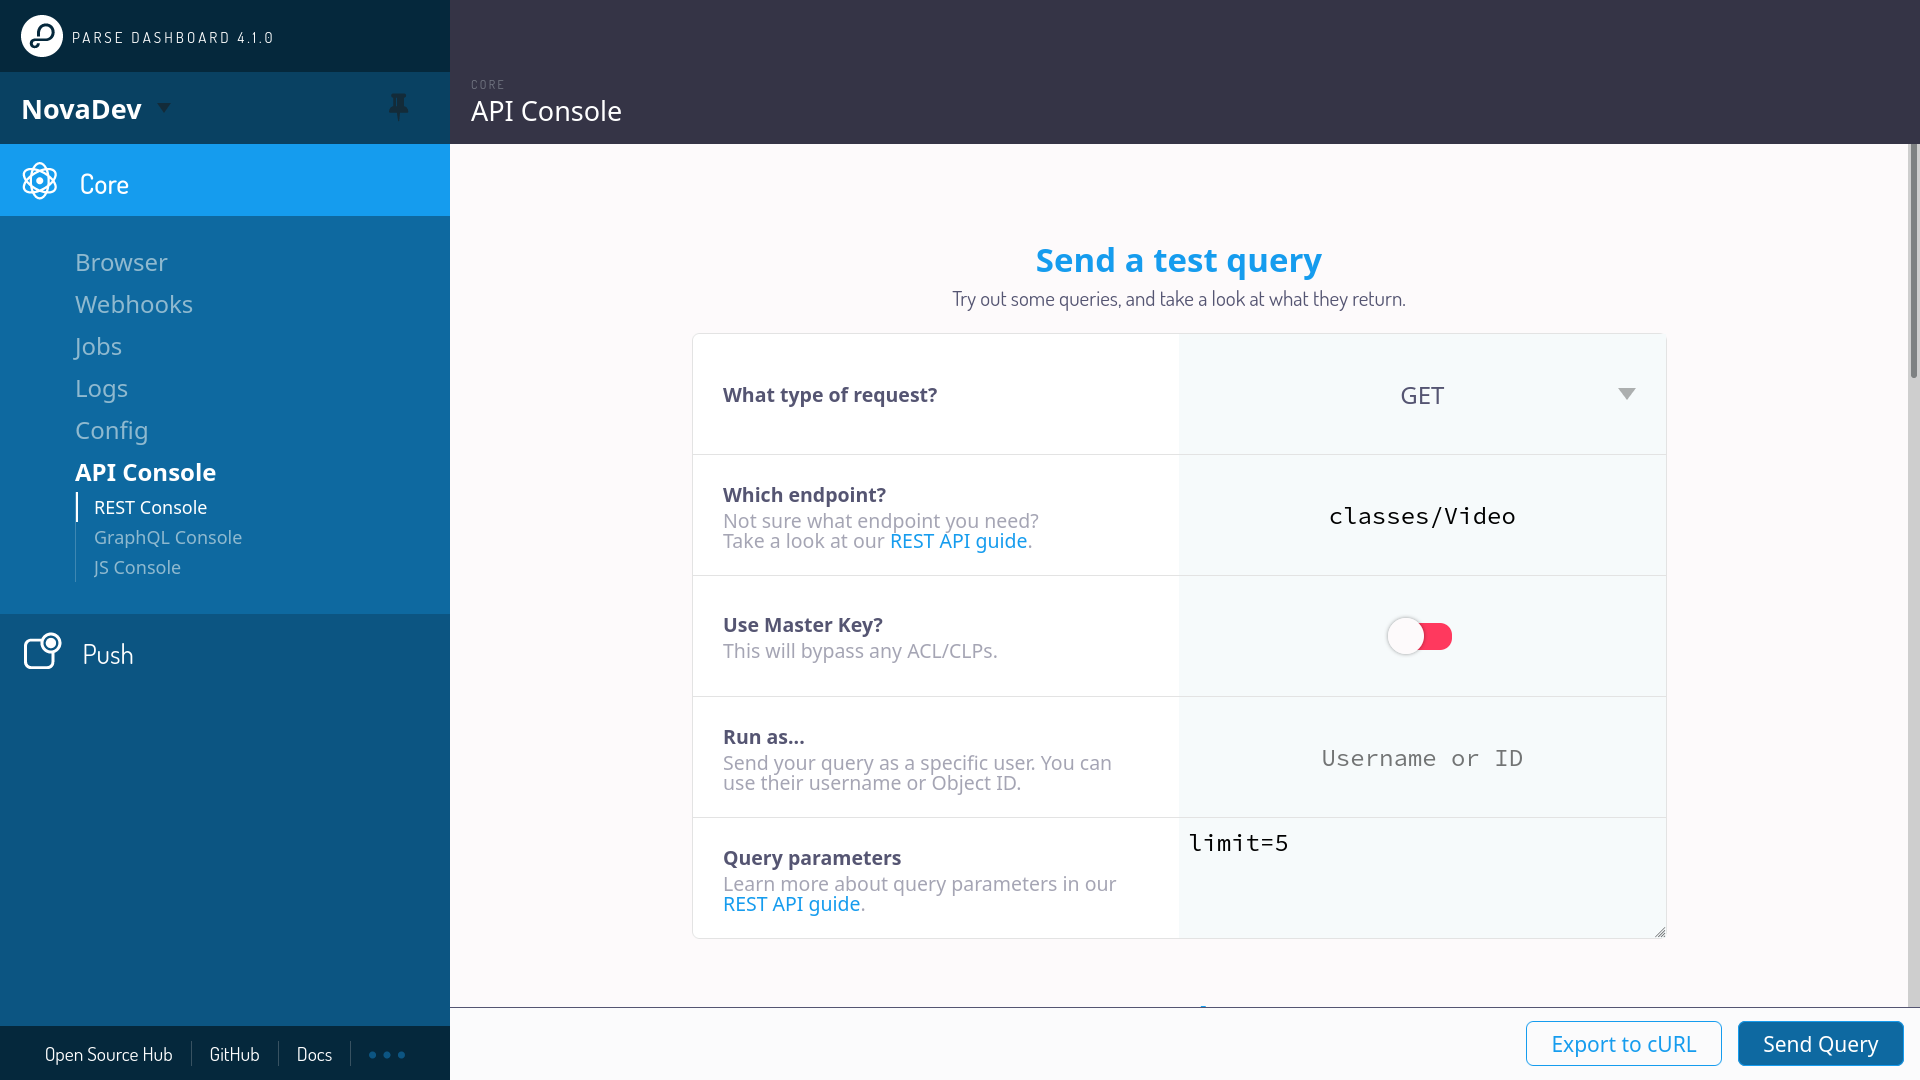 PARSE DASHBOARD 4.1.0
NovaDev
Core
Browser
Webhooks
Jobs
Logs
Config
API Console
REST Console
GraphQL Console
JS Console
Push
Open Source Hub
GitHub
Docs
CORE
API Console
Send a test query
Try out some queries, and take a look at what they return.
What type of request?
GET
Which endpoint?
Not sure what endpoint you need?
Take a look at our REST API guide.
classes/Video
Use Master Key?
This will bypass any ACL/CLPs.
Run as...
Send your query as a specific user. You can
use their username or Object ID.
Username or ID
Query parameters
Learn more about query parameters in our
REST API guide.
limit=5
Export to cURL
Send Query